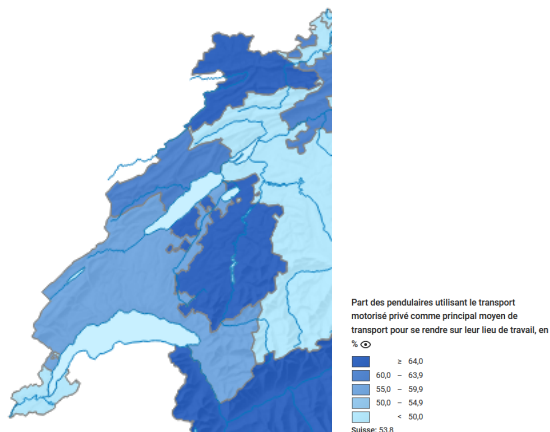 Part des pendulaires utilisant le transport
motorisé privé comme principal moyen de
transport pour se rendre sur leur lieu de travail, en
%
≥ 64,0
60,0 – 63,9
55,0 – 59,9
50,0 – 54,9
< 50,0
Suisse: 53,8